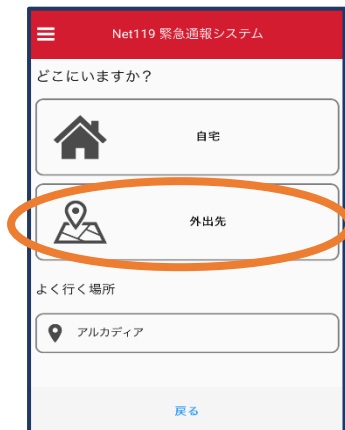 Net119 緊急通報システム
どこにいますか？
自宅
外出先
よく行く場所
アルカディア
戻る